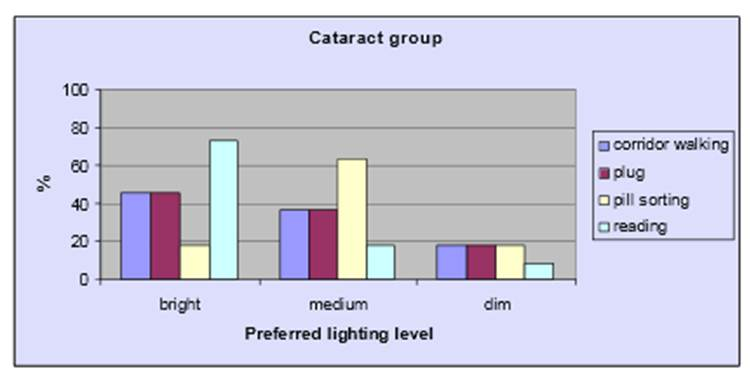 Cataract group
100
80
60
40
20
0
%
bright medium dim
Preferred lighting level
corridor walking
plug
pill sorting
reading